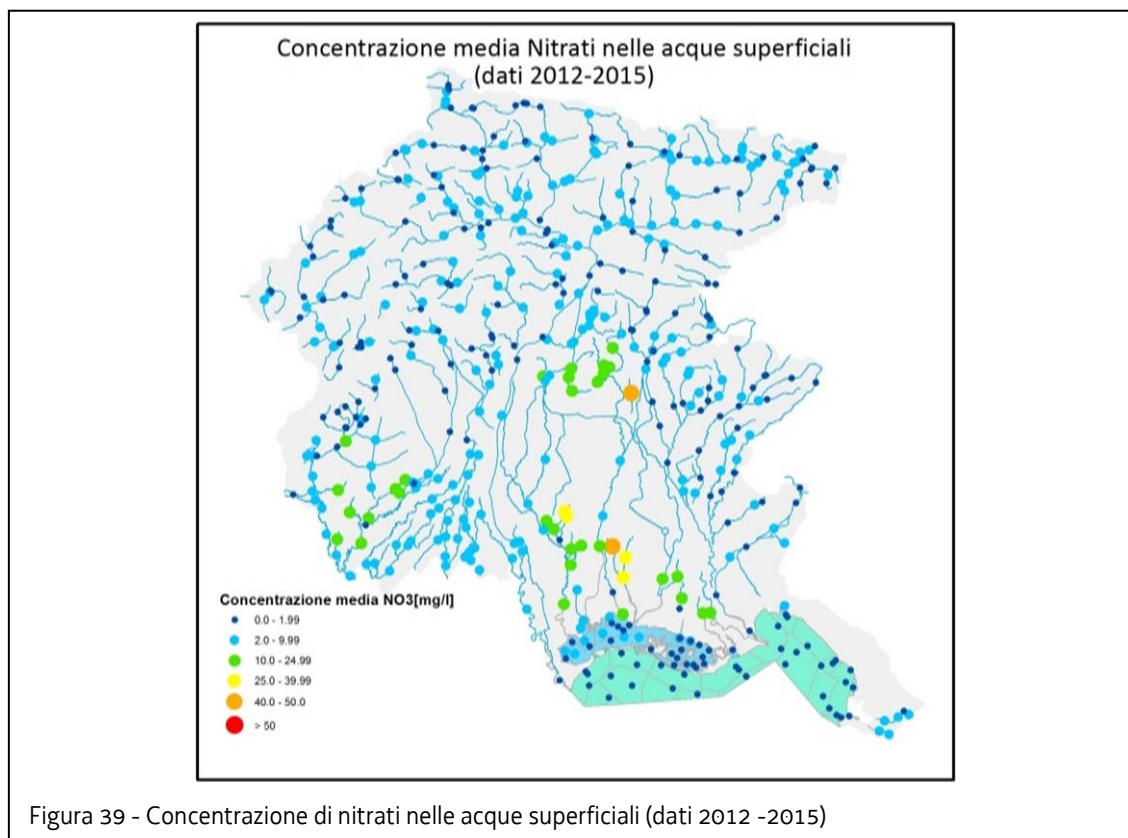 Concentrazione media Nitrati nelle acque superficiali
(dati 2012-2015)
Concentrazione media NO3[mg/l]
0.0 - 1.99
2.0 - 9.99
10.0 - 24.99
25.0 - 39.99
40.0 - 50.0
> 50
Figura 39 - Concentrazione di nitrati nelle acque superficiali (dati 2012 -2015)